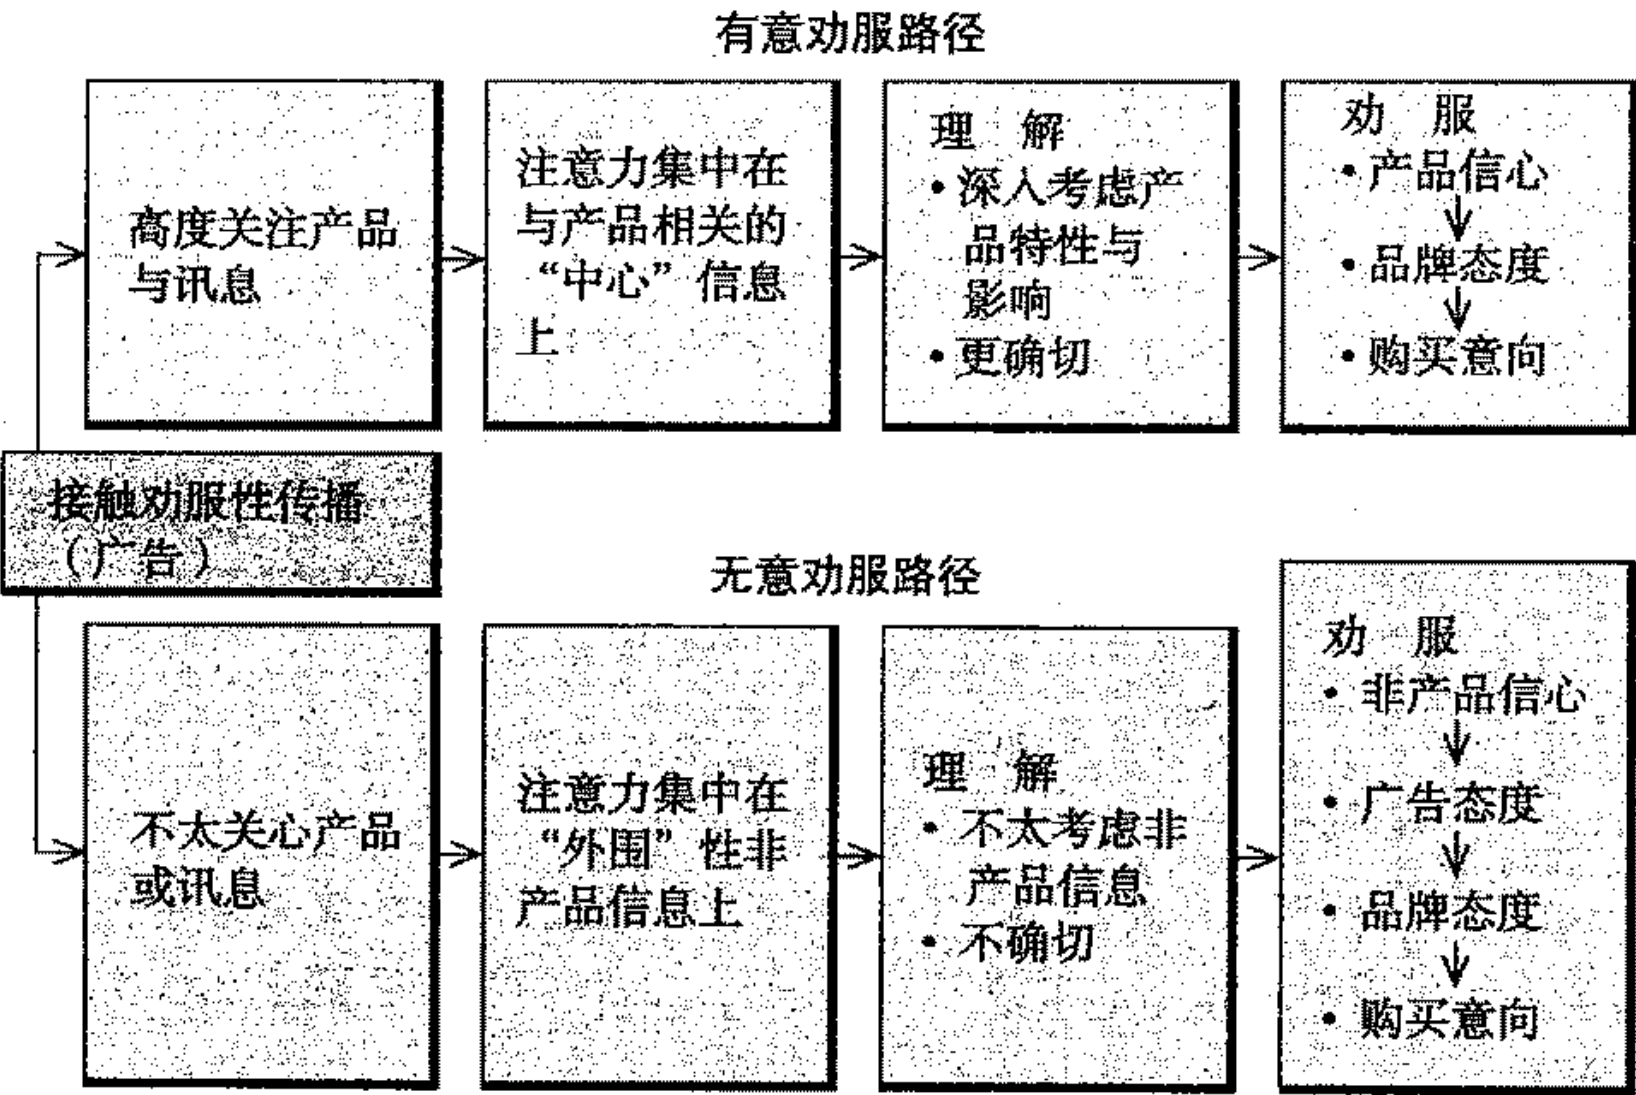 有意劝服路径
高度关注产品
与讯息
注意力集中在
与产品相关的
“中心”信息
上
理 解
•深入考虑产
品特性与
影响
•更确切
劝 服
•产品信心
•品牌态度
•购买意向
接触劝服性传播
（广告）
无意劝服路径
不太关心产品
或讯息
注意力集中在
“外围”性非
产品信息上
理 解
• 不太考虑非
产品信息
• 不确切
劝 服
• 非产品信心
• 广告态度
• 品牌态度
• 购买意向